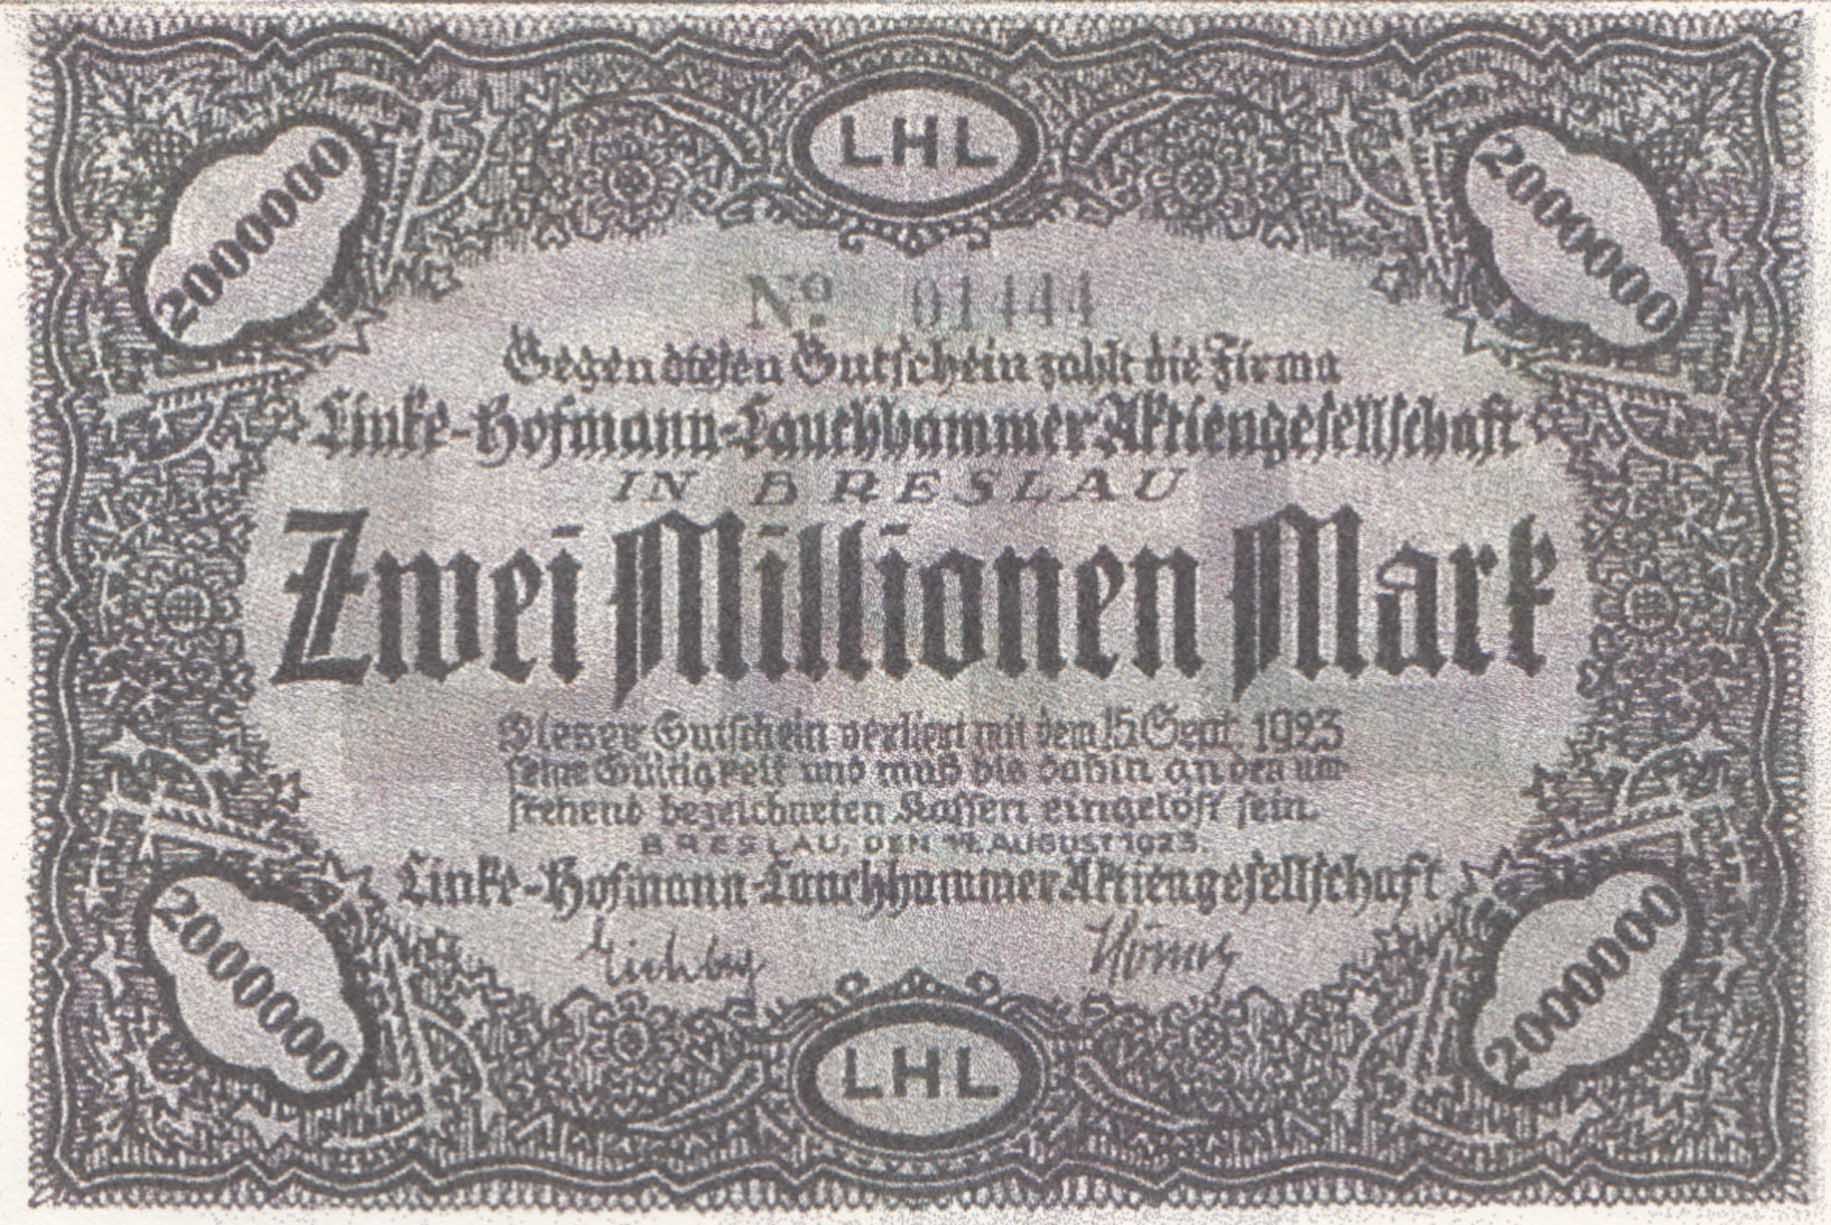 LHL
2000000
2000000
No 01444
Gegen diesen Gutschein zahlt die Firma
Linke-Hofmann-Lauchhammer Aktiengesellschaft
IN BRESLAU
Zwei Millionen Mark
Dieser Gutschein verliert mit dem 15. Sept. 1923
seine Gültigkeit und muß bis dahin an den um-
stehend bezeichneten Kassen eingelöst sein.
BRESLAU, DEN AUGUST 1923.
Linke-Hofmann-Lauchhammer Aktiengesellschaft
2000000
2000000
LHL